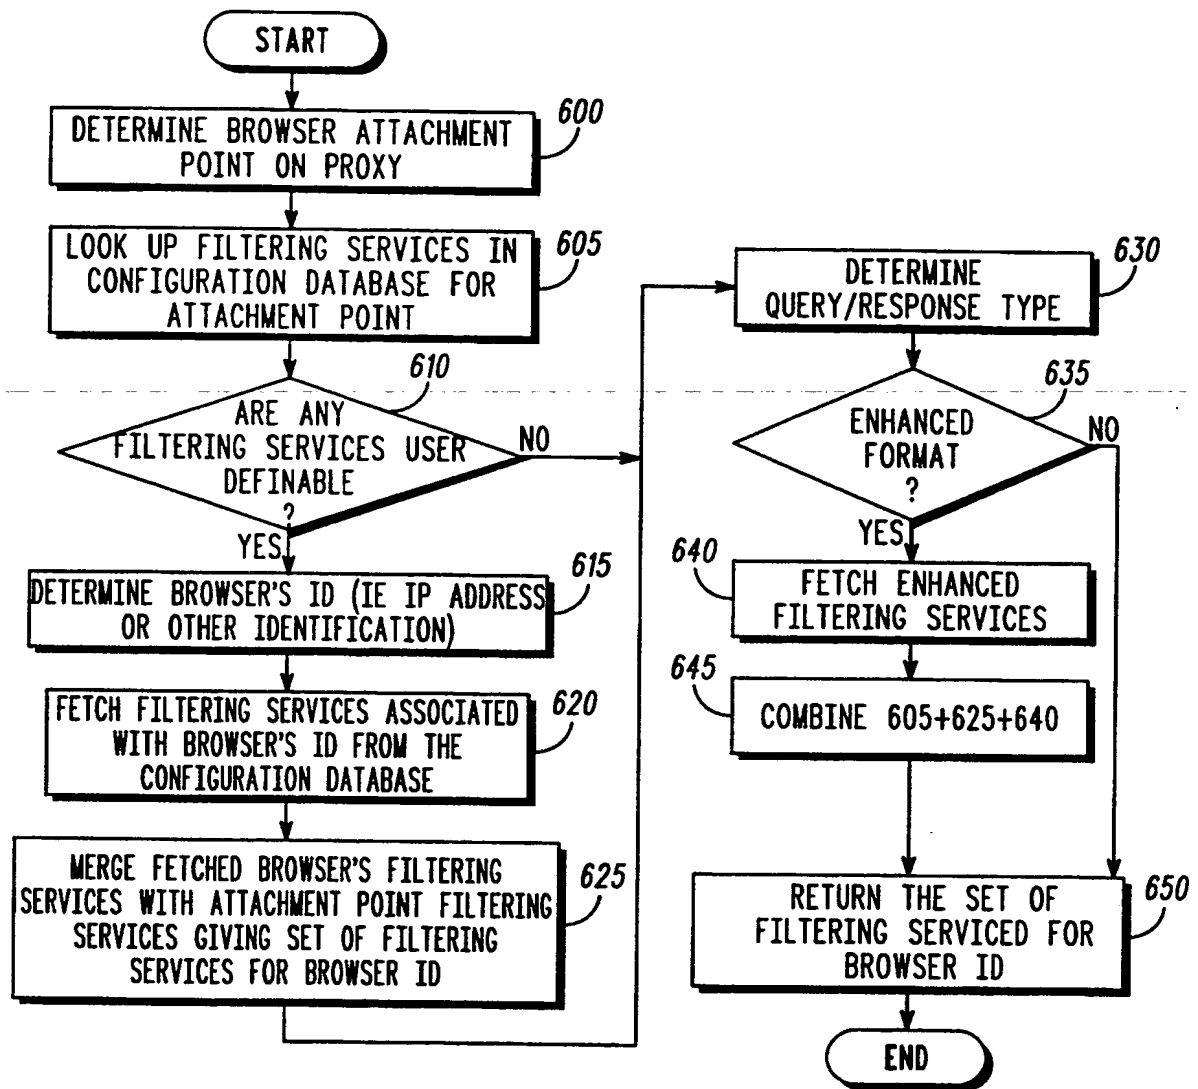 START
DETERMINE BROWSER ATTACHMENT
POINT ON PROXY
600
LOOK UP FILTERING SERVICES IN
CONFIGURATION DATABASE FOR
ATTACHMENT POINT
605
610
ARE ANY
FILTERING SERVICES USER
DEFINABLE
?
NO
YES
DETERMINE BROWSER'S ID (IE IP ADDRESS
OR OTHER IDENTIFICATION)
615
FETCH FILTERING SERVICES ASSOCIATED
WITH BROWSER'S ID FROM THE
CONFIGURATION DATABASE
620
MERGE FETCHED BROWSER'S FILTERING
SERVICES WITH ATTACHMENT POINT FILTERING
SERVICES GIVING SET OF FILTERING
SERVICES FOR BROWSER ID
625
DETERMINE
QUERY/RESPONSE TYPE
630
635
ENHANCED
FORMAT
?
NO
YES
640
FETCH ENHANCED
FILTERING SERVICES
645
COMBINE 605+625+640
RETURN THE SET OF
FILTERING SERVICED FOR
BROWSER ID
650
END